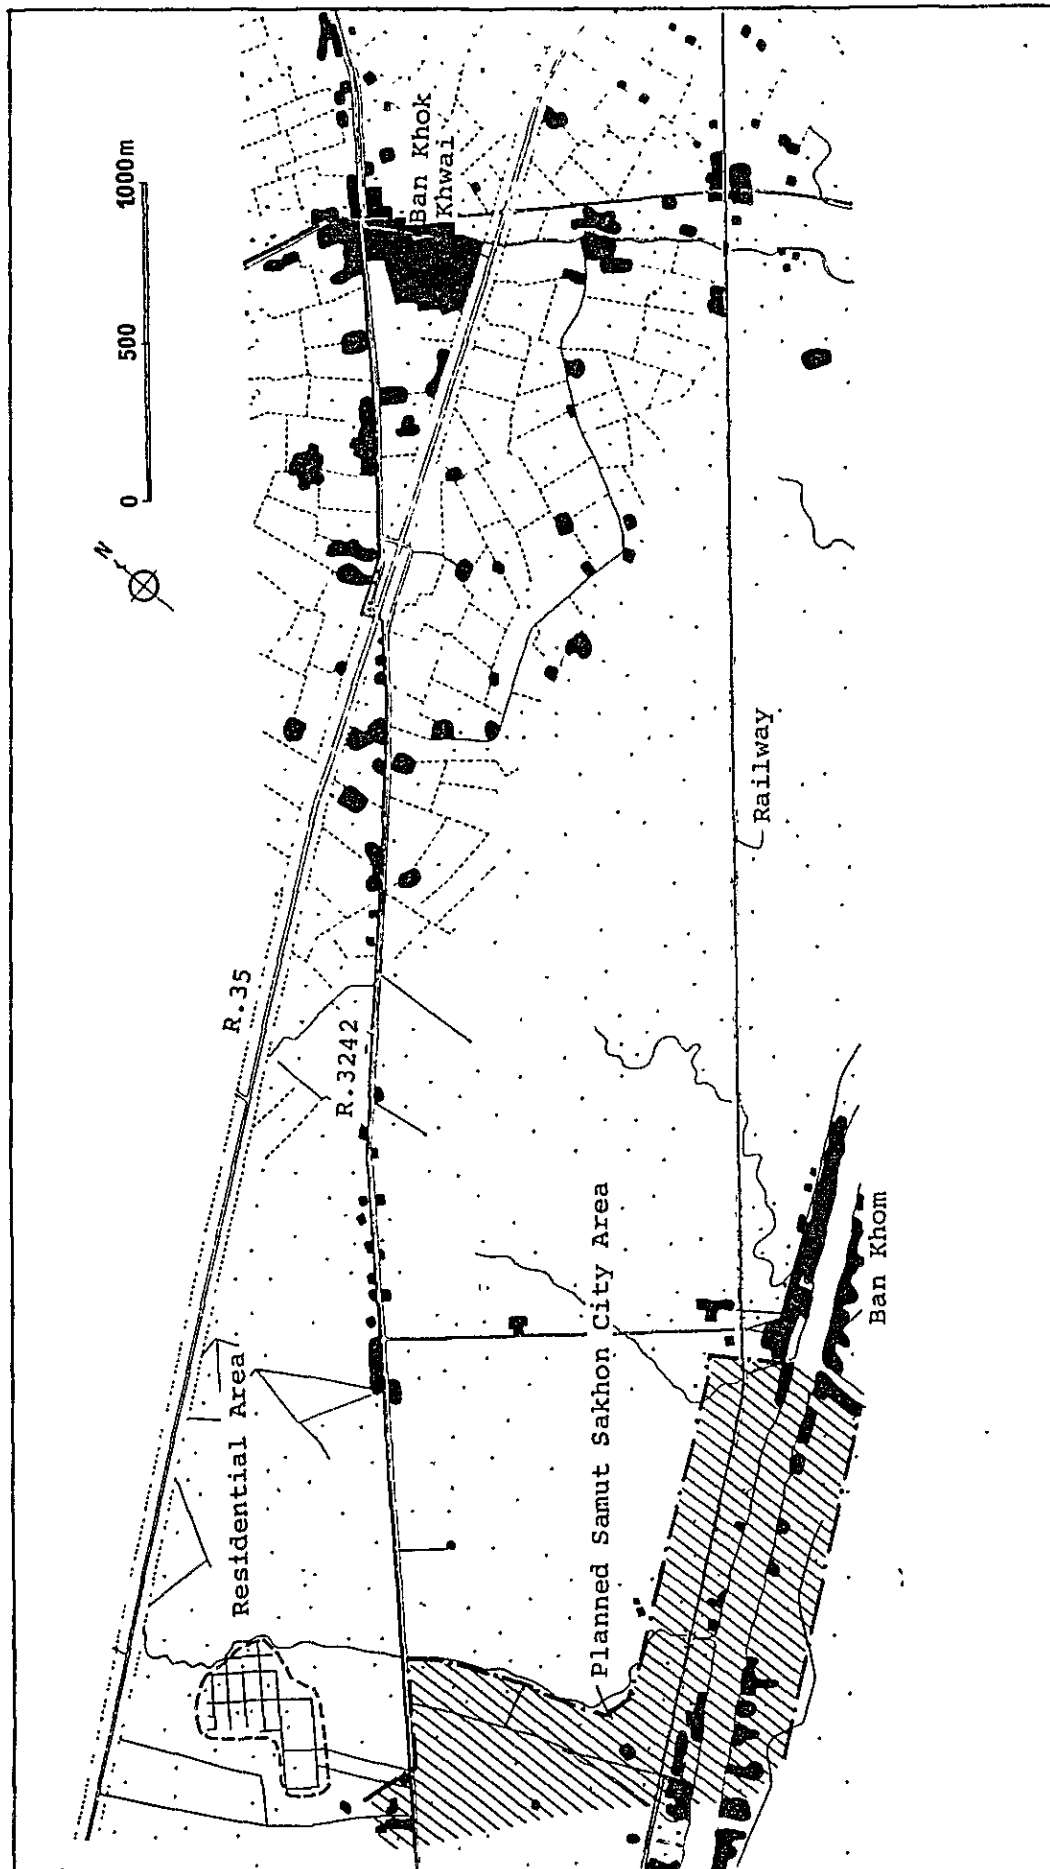 0 500 1000m
N
Ban Khok
Khwai
R.35
R.3242
Railway
Residential Area
Planned Samut Sakhon City Area
Ban Khom